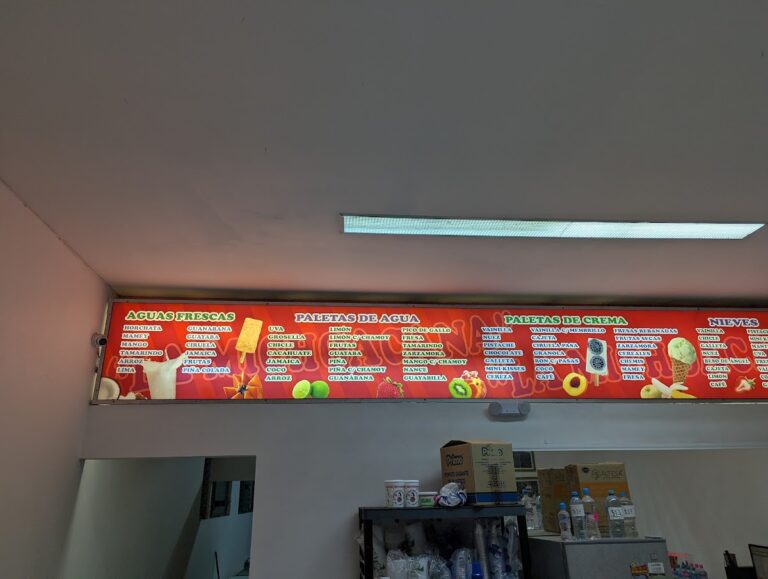 AGUAS FRESCAS
HORCHATA
MAMEY
MANGO
TAMARINDO
ARROZ
LIMA
GUANABANA
GUAYABA
CIRUELA
JAMAICA
FRUTAS
PIÑA COLADA
PALETAS DE AGUA
UVA
GROSELLA
CHICLE
CACAHUATE
JAMAICA
COCO
ARROZ
LIMON
LIMON C/ CHAMOY
FRUTAS
GUAYABA
PIÑA
PIÑA C/ CHAMOY
GUANABANA
PICO DE GALLO
FRESA
TAMARINDO
ZARZAMORA
MANGO C/ CHAMOY
NANCE
GUAYABILLA
PALETAS DE CREMA
VAINILLA
NUEZ
PISTACHE
CHOCOLATE
MINI-KISSES
COCO
CAFÉ
VAINILLA C/ MEMBRILLO
CAJETA
CIRUELA PASA
GRANOLA
GALLETA
RON C/ PASAS
CEREZA
FRESAS REBANADAS
FRUTAS SECAS
ZARZAMORA
CEREALES
CHEMIS
MAMEY
FRESA
NIEVES
VAINILLA
CHICLE
GALLETA
NUEZ
BESO DE ANGEL
CAJETA
LIMON
CAFÉ